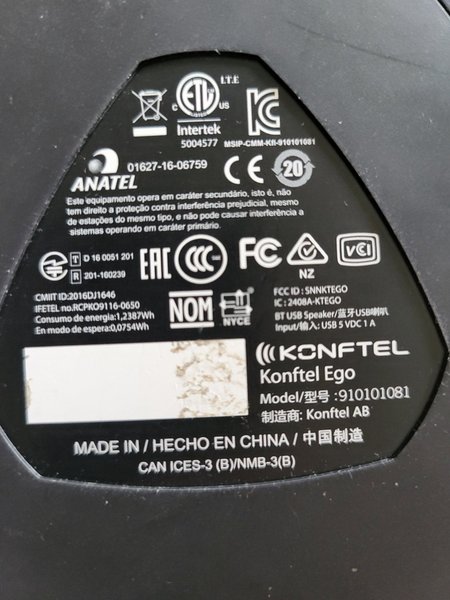 I.T.E
ETL
C US
Intertek
5004577
MSIP-CMM-Kfl-910101081
01627-16-06759
ANATEL
CE
20
Este equipamento opera em caráter secundário, isto é, não
tem direito a proteção contra interferência prejudicial, mesmo
de estações do mesmo tipo, e não pode causar interferência a
sistemas operando em caráter primário.
T D 16 0051 201
R 201-160239
EAC
CCC
FC
NZ
VCI
CMIIT ID:2016DJ1646
IFETEL no.RCPKO9116-0650
Consumo de energia:1,2387Wh
En modo de espera:0,0754Wh
NOM
NYCE
FCC ID : SNNKTEGO
IC : 2408A-KTEGO
BT USB Speaker/蓝牙USB喇叭
Input/输入: USB 5 VDC 1 A
KONFTEL
Konftel Ego
Model/型号 :910101081
制造商: Konftel AB
MADE IN / HECHO EN CHINA / 中国制造
CAN ICES-3 (B)/NMB-3(B)